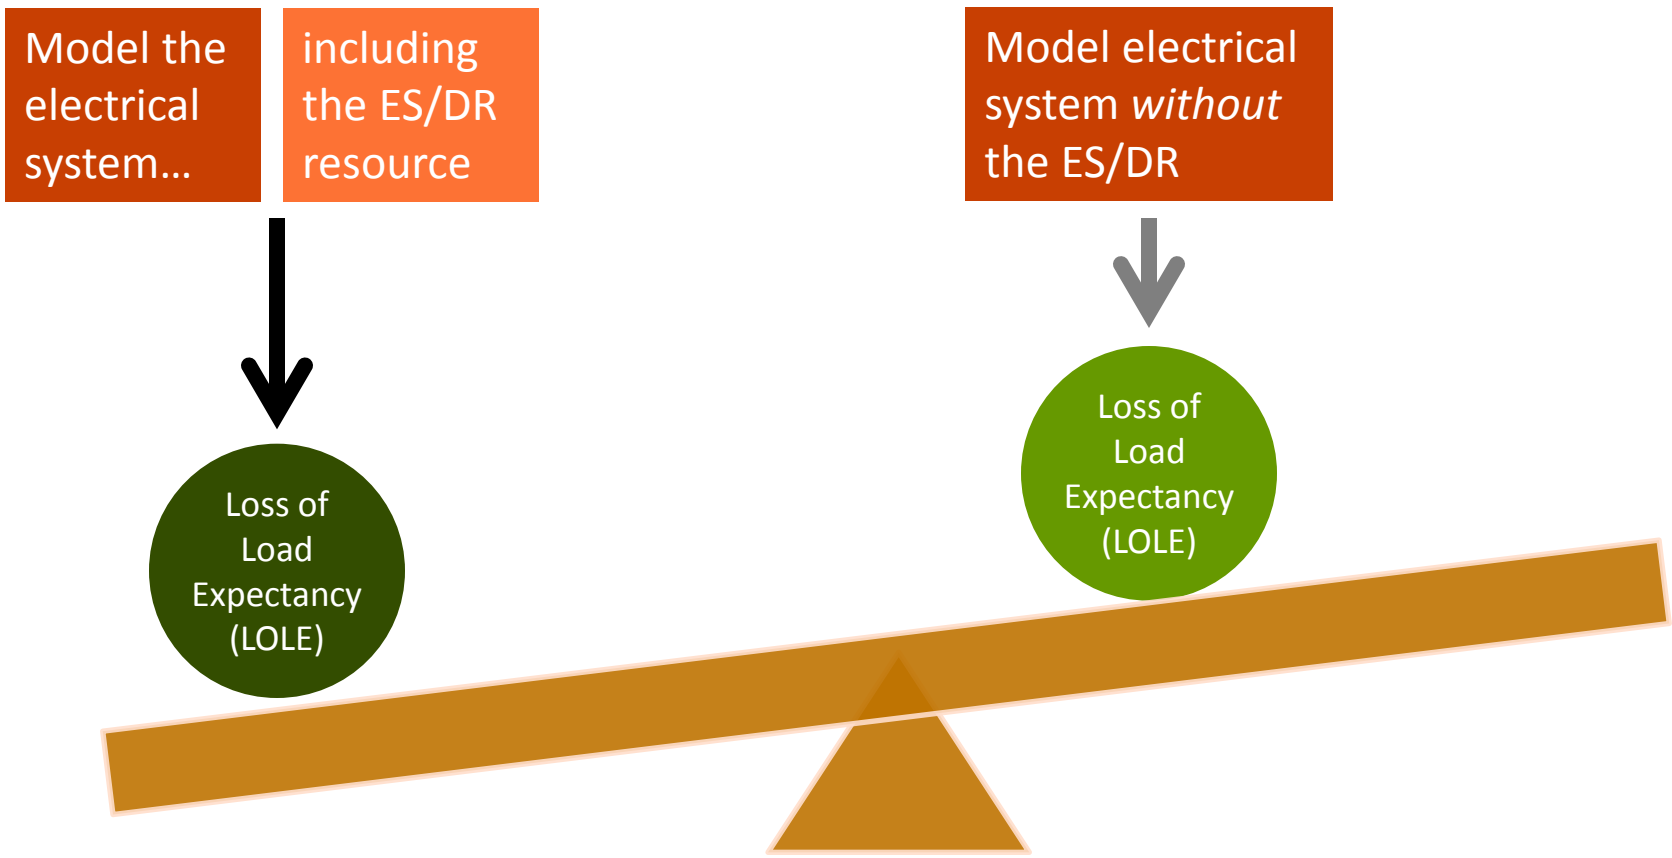 Model the
electrical
system...
including
the ES/DR
resource
Model electrical
system without
the ES/DR
Loss of
Load
Expectancy
(LOLE)
Loss of
Load
Expectancy
(LOLE)